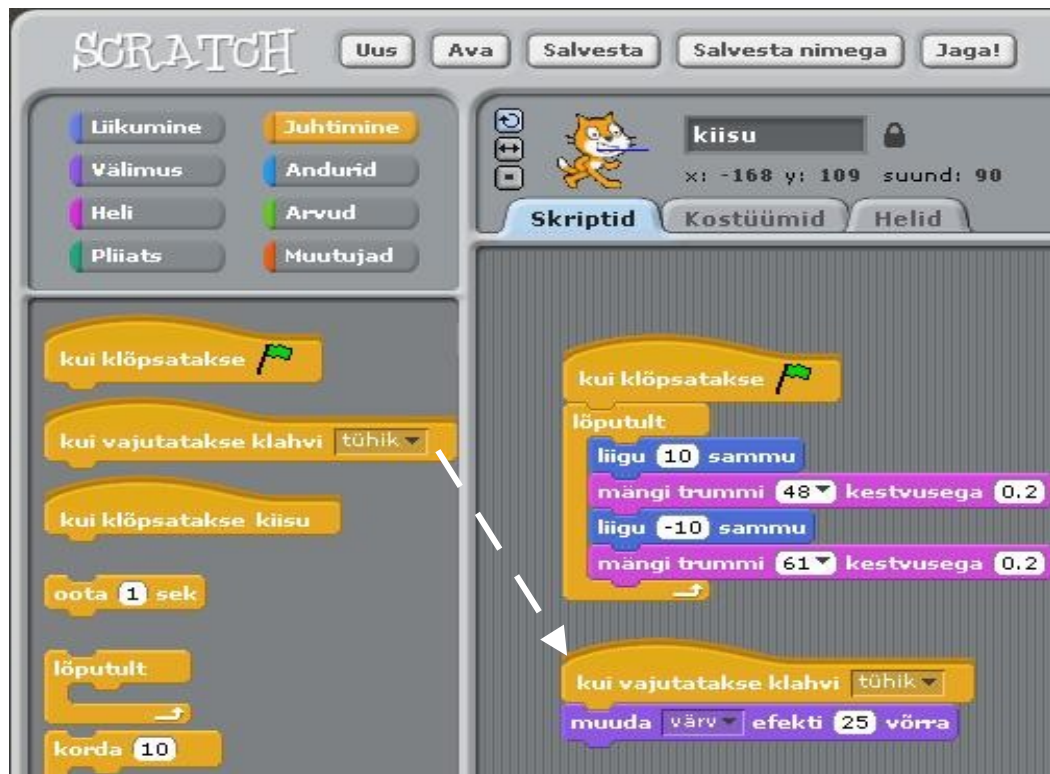 SCRATCH Uus Ava Salvesta Salvesta nimega Jaga!
Liikumine Juhtimine
Välimus Andurid
Heli Arvud
Pliiats Muutujad
kiisu
x: -168 y: 109 suund: 90
Skriptid Kostüümid Helid
kui klõpsatakse
kui vajutatakse klahvi tühik
kui klõpsatakse kiisu
oota 1 sek
lõputult
korda 10
kui klõpsatakse
lõputult
liigu 10 sammu
mängi trummi 48 kestvusega 0.2
liigu -10 sammu
mängi trummi 61 kestvusega 0.2
kui vajutatakse klahvi tühik
muuda värv efekti 25 võrra